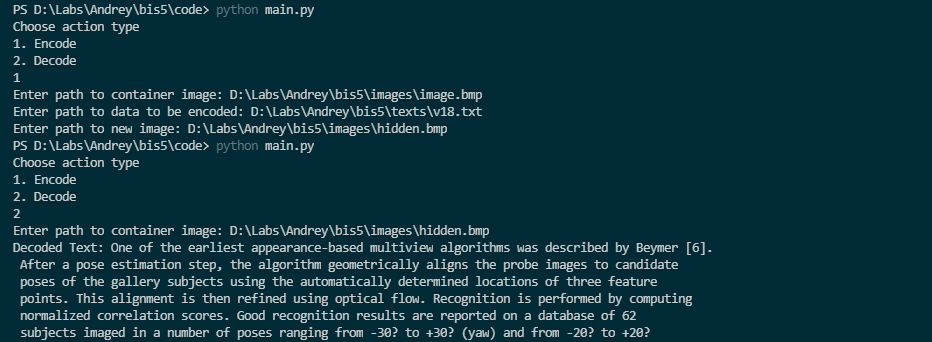 PS D:\Labs\Andrey\bis5\code> python main.py
Choose action type
1. Encode
2. Decode
1
Enter path to container image: D:\Labs\Andrey\bis5\images\image.bmp
Enter path to data to be encoded: D:\Labs\Andrey\bis5\texts\v18.txt
Enter path to new image: D:\Labs\Andrey\bis5\images\hidden.bmp
PS D:\Labs\Andrey\bis5\code> python main.py
Choose action type
1. Encode
2. Decode
2
Enter path to container image: D:\Labs\Andrey\bis5\images\hidden.bmp
Decoded Text: One of the earliest appearance-based multiview algorithms was described by Beymer [6].
After a pose estimation step, the algorithm geometrically aligns the probe images to candidate
poses of the gallery subjects using the automatically determined locations of three feature
points. This alignment is then refined using optical flow. Recognition is performed by computing
normalized correlation scores. Good recognition results are reported on a database of 62
subjects imaged in a number of poses ranging from -30? to +30? (yaw) and from -20? to +20?